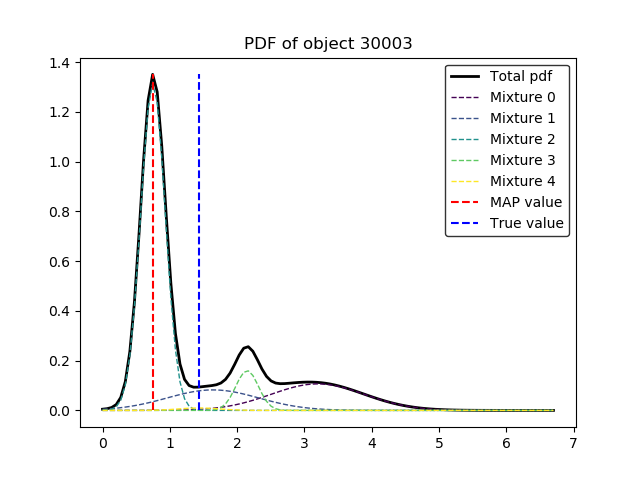 PDF of object 30003
1.4
1.2
1.0
0.8
0.6
0.4
0.2
0.0
Total pdf
Mixture 0
Mixture 1
Mixture 2
Mixture 3
Mixture 4
MAP value
True value
0 1 2 3 4 5 6 7